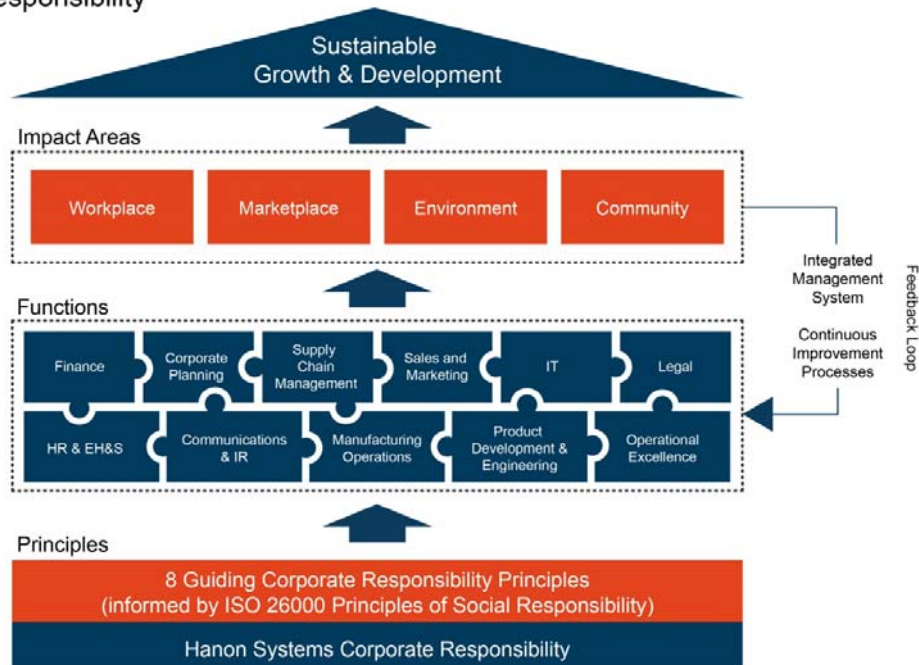 Sustainable
Growth & Development
Impact Areas
Workplace
Marketplace
Environment
Community
Integrated
Management
System
Continuous
Improvement
Processes
Feedback Loop
Functions
Finance
Corporate
Planning
Supply
Chain
Management
Sales and
Marketing
IT
Legal
HR & EH&S
Communications
& IR
Manufacturing
Operations
Product
Development &
Engineering
Operational
Excellence
Principles
8 Guiding Corporate Responsibility Principles
(informed by ISO 26000 Principles of Social Responsibility)
Hanon Systems Corporate Responsibility